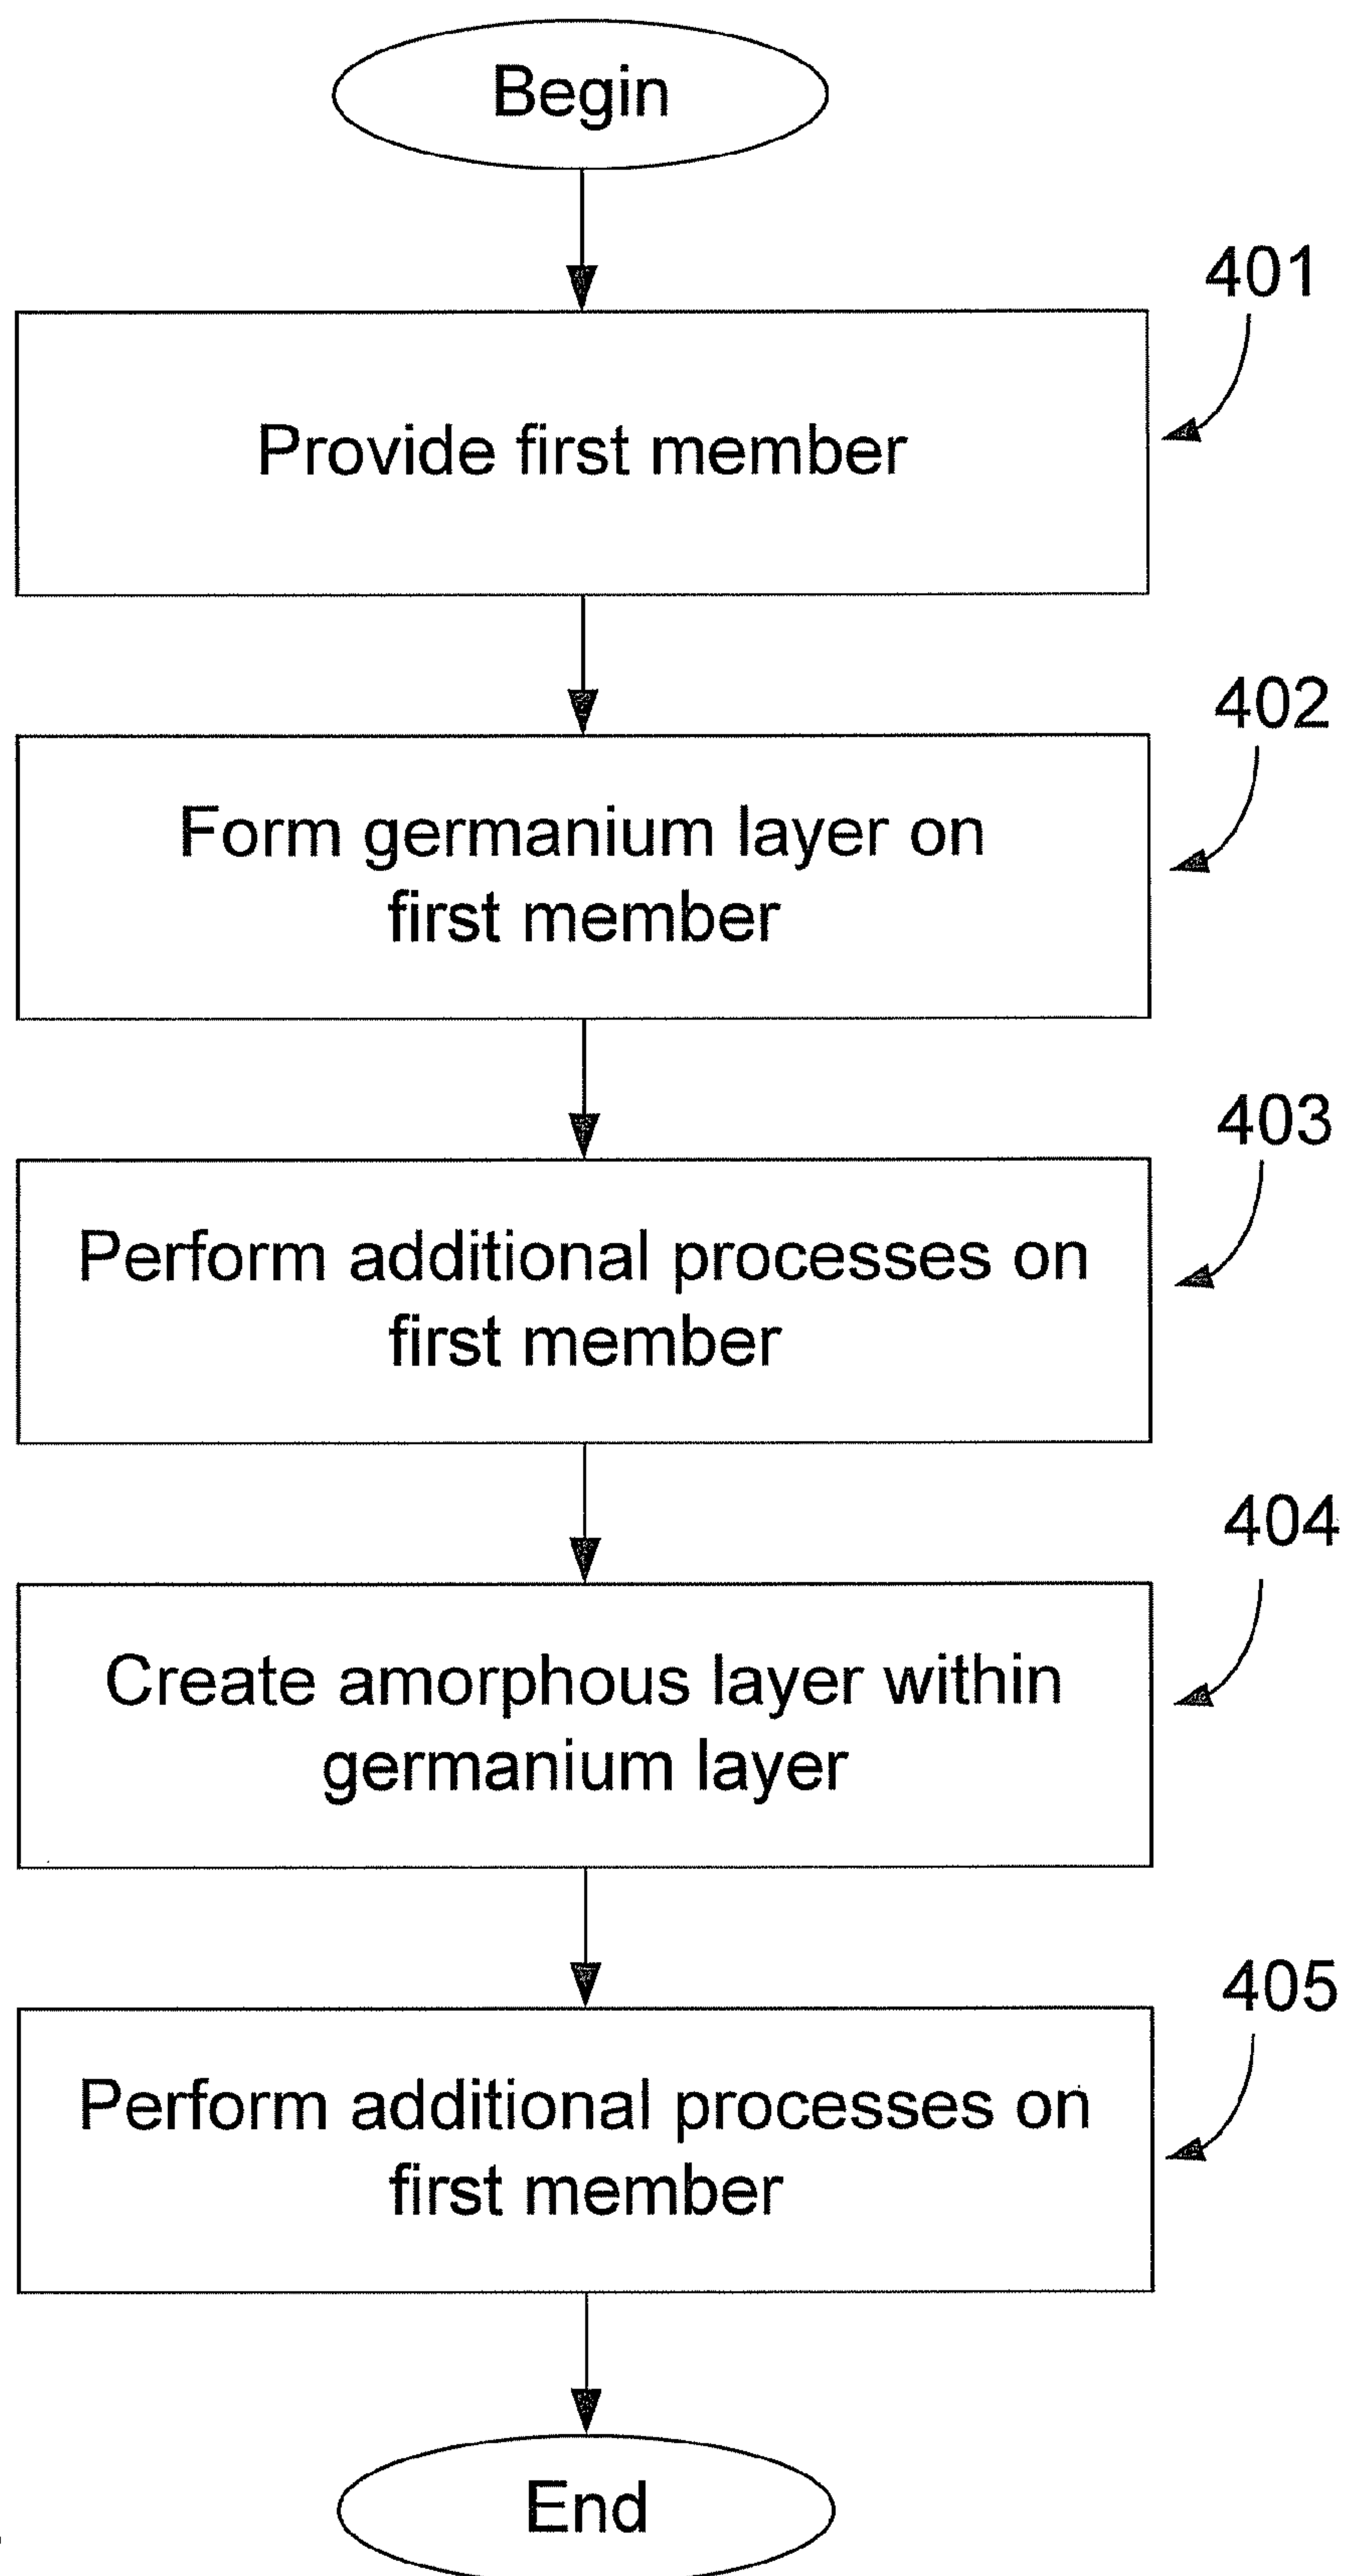 Begin
401
Provide first member
402
Form germanium layer on
first member
403
Perform additional processes on
first member
404
Create amorphous layer within
germanium layer
405
Perform additional processes on
first member
End